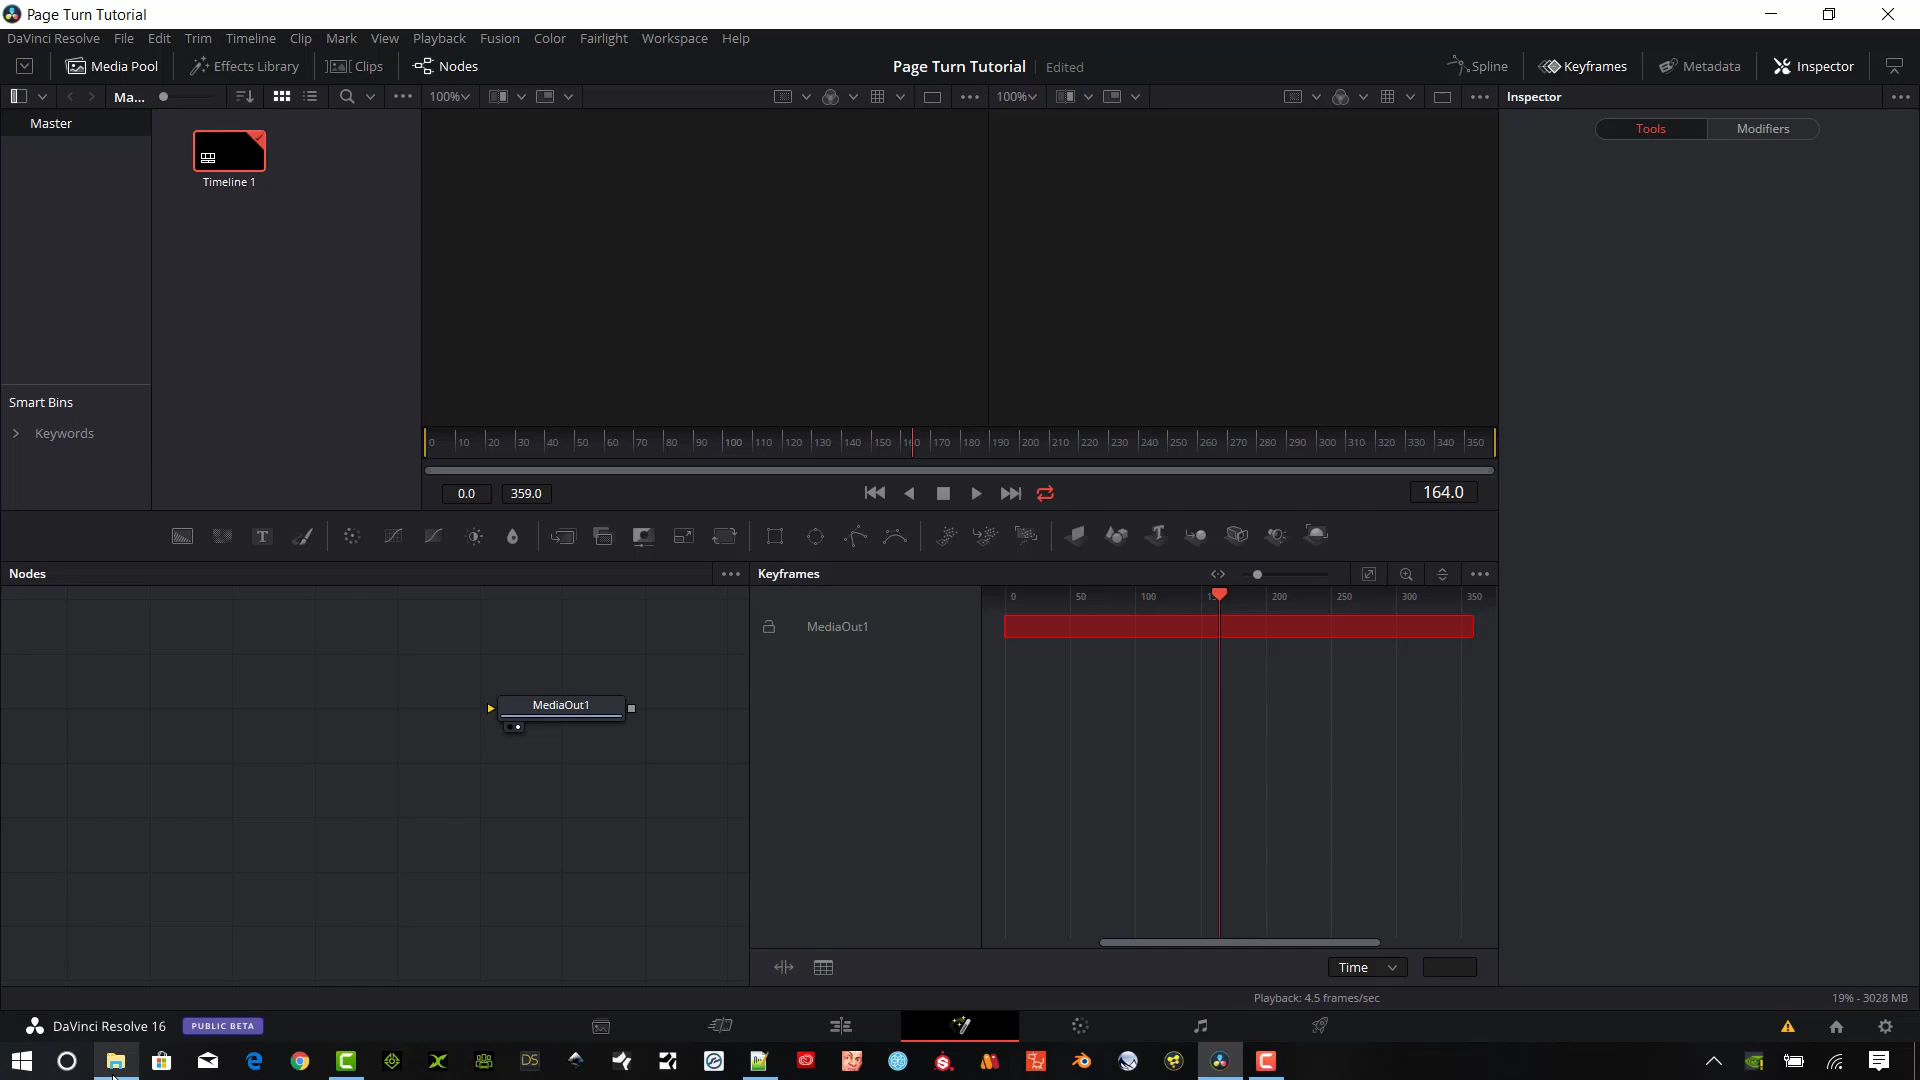 Page Turn Tutorial
DaVinci Resolve File Edit Trim Timeline Clip Mark View Playback Fusion Color Fairlight Workspace Help
Media Pool Effects Library Clips Nodes Page Turn Tutorial Edited Spline Keyframes Metadata Inspector
Ma... 100% 100% Inspector
Master
Tools Modifiers
Timeline 1
Smart Bins
Keywords
0 10 20 30 40 50 60 70 80 90 100 110 120 130 140 150 160 170 180 190 200 210 220 230 240 250 260 270 280 290 300 310 320 330 340 350
0.0 359.0 164.0
Nodes Keyframes
0 50 100 200 250 300 350
MediaOut1
MediaOut1
Time
Playback: 4.5 frames/sec 19% - 3028 MB
DaVinci Resolve 16 PUBLIC BETA
DS